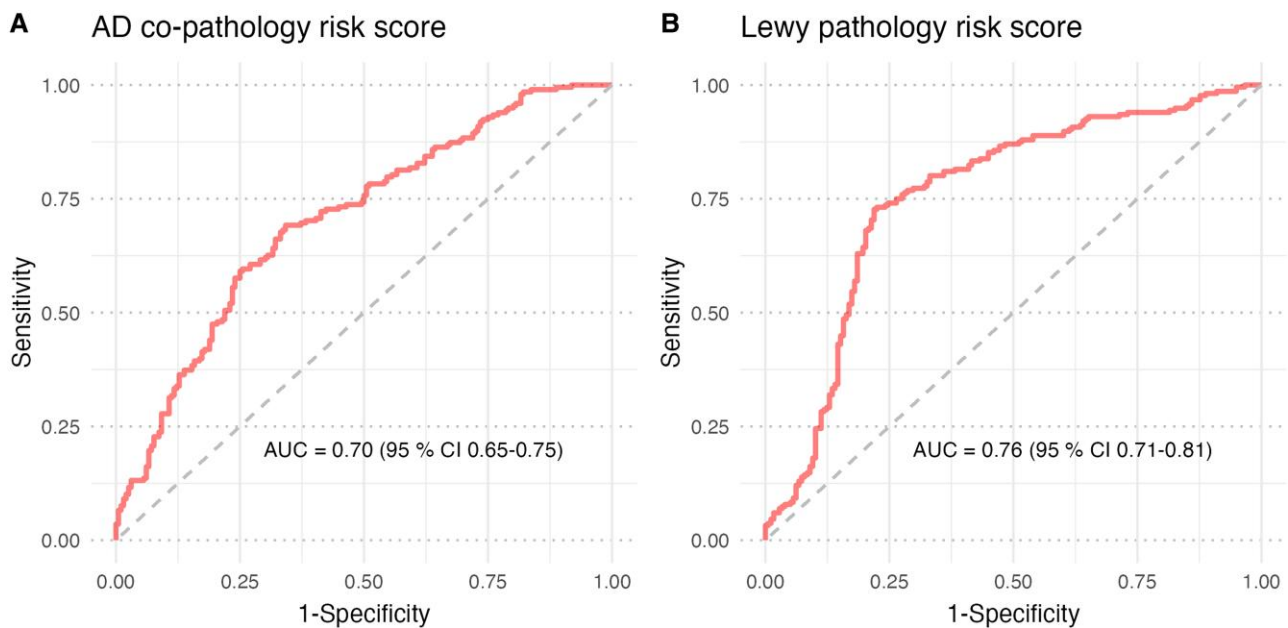 A AD co-pathology risk score
1.00
0.75
0.50
0.25
0.00
Sensitivity
AUC = 0.70 (95 % CI 0.65-0.75)
0.00 0.25 0.50 0.75 1.00
1-Specificity
B Lewy pathology risk score
1.00
0.75
0.50
0.25
0.00
Sensitivity
AUC = 0.76 (95 % CI 0.71-0.81)
0.00 0.25 0.50 0.75 1.00
1-Specificity